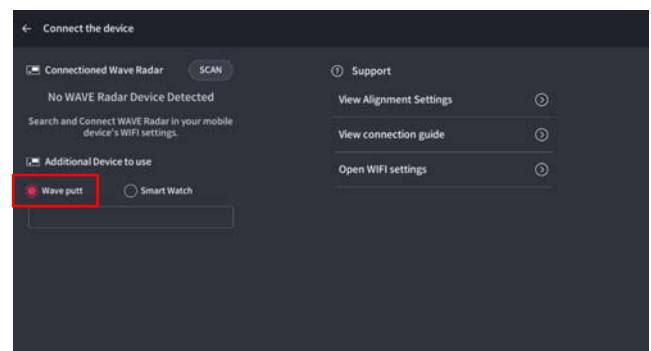 ← Connect the device
Connectioned Wave Radar
SCAN
No WAVE Radar Device Detected
Search and Connect WAVE Radar in your mobile
device's WIFI settings.
Additional Device to use
Wave putt
Smart Watch
? Support
View Alignment Settings
View connection guide
Open WIFI settings